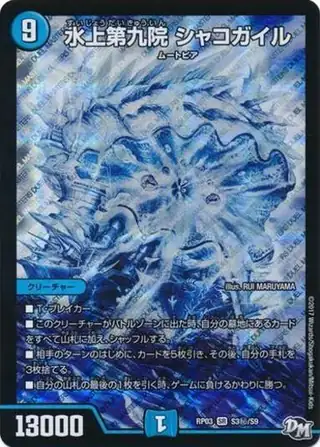 9
すいじょうだいきゅういん
水上第九院 シャコガイル
ムートピア
illus. RUI MARUYAMA
クリーチャー
■T・ブレイカー
■このクリーチャーがバトルゾーンに出た時、自分の墓地にあるカード
をすべて山札に加え、シャッフルする。
■相手のターンのはじめに、カードを5枚引き、その後、自分の手札を
3枚捨てる。
■自分の山札の最後の1枚を引く時、ゲームに負けるかわりに勝つ。
©2017 Wizards/Shogakukan/Mitsui-Kids
13000
1
RP03 SR S3/S9
DM